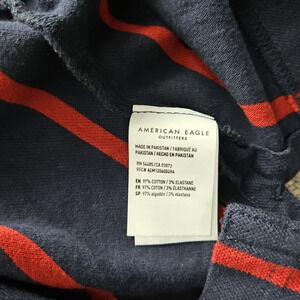 AMERICAN EAGLE
OUTFITTERS
MADE IN PAKISTAN / FABRIQUÉ AU
PAKISTAN / HECHO EN PAKISTAN
RN 54485/CA 03873
EN 97% COTTON / 3% ELASTANE
FR 97% COTON / 3% ÉLASTHANNE
SP 97% algodón / 3% elastano